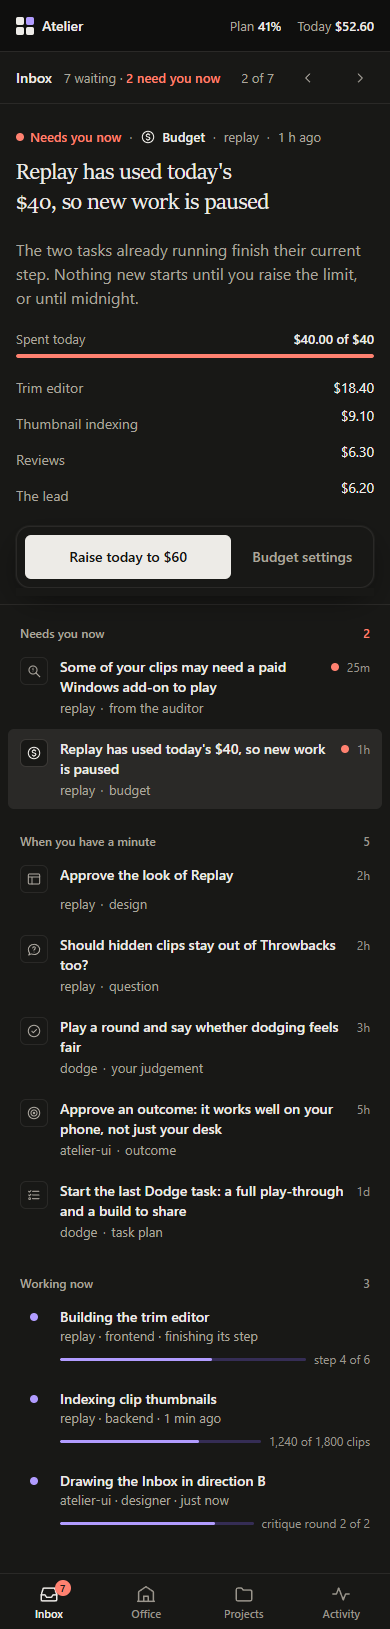 Atelier
Plan 41% Today $52.60
Inbox 7 waiting · 2 need you now 2 of 7
Needs you now · Budget · replay · 1 h ago
Replay has used today's
$40, so new work is paused
The two tasks already running finish their current
step. Nothing new starts until you raise the limit,
or until midnight.
Spent today $40.00 of $40
Trim editor $18.40
Thumbnail indexing $9.10
Reviews $6.30
The lead $6.20
Raise today to $60 Budget settings
Needs you now 2
Some of your clips may need a paid 25m
Windows add-on to play
replay · from the auditor
Replay has used today's $40, so new work 1h
is paused
replay · budget
When you have a minute 5
Approve the look of Replay 2h
replay · design
Should hidden clips stay out of Throwbacks 2h
too?
replay · question
Play a round and say whether dodging feels 3h
fair
dodge · your judgement
Approve an outcome: it works well on your 5h
phone, not just your desk
atelier-ui · outcome
Start the last Dodge task: a full play-through 1d
and a build to share
dodge · task plan
Working now 3
Building the trim editor
replay · frontend · finishing its step
step 4 of 6
Indexing clip thumbnails
replay · backend · 1 min ago
1,240 of 1,800 clips
Drawing the Inbox in direction B
atelier-ui · designer · just now
critique round 2 of 2
7
Inbox Office Projects Activity